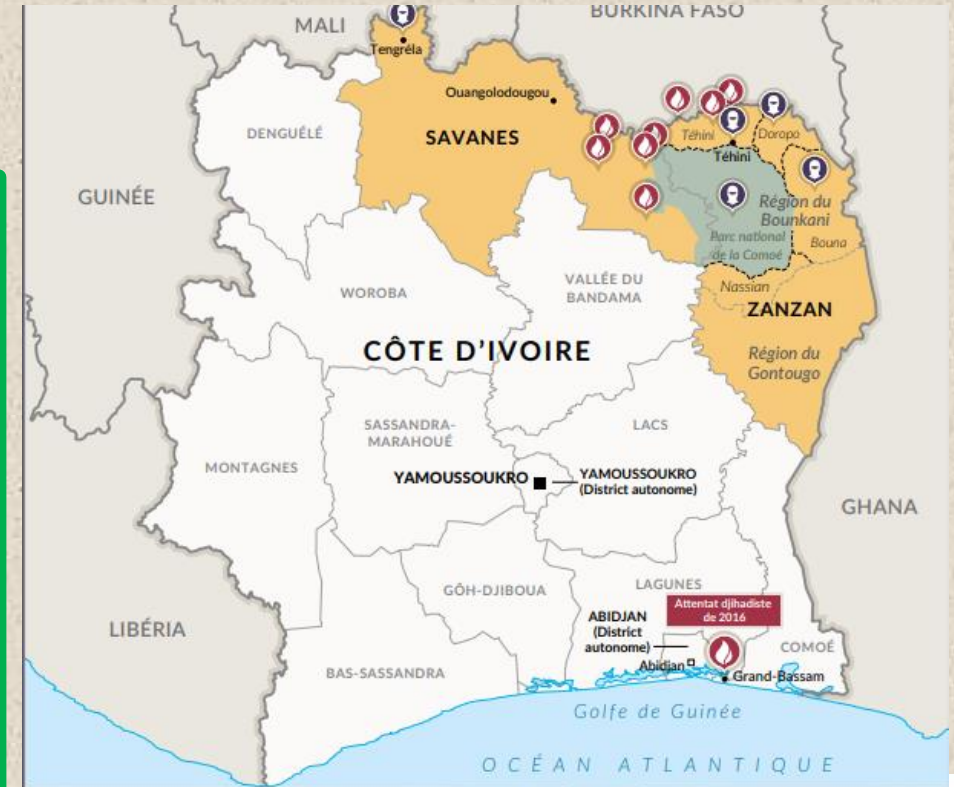 MALI
BURKINA FASO
Tengréla
Ouangolodougou
DENGUÉLÉ
SAVANES
Téhini
Doropo
Téhini
GUINÉE
Région du
Bounkani
Parc national
de la Comoé
Bouna
WOROBA
VALLÉE DU
BANDAMA
Nassian
ZANZAN
CÔTE D'IVOIRE
Région du
Gontougo
SASSANDRA-
MARAHOUÉ
LACS
MONTAGNES
YAMOUSSOUKRO
YAMOUSSOUKRO
(District autonome)
GHANA
GÔH-DJIBOUA
LAGUNES
Attentat djihadiste
de 2016
LIBÉRIA
ABIDJAN
(District
autonome)
COMOÉ
Abidjan
Grand-Bassam
BAS-SASSANDRA
Golfe de Guinée
OCÉAN ATLANTIQUE